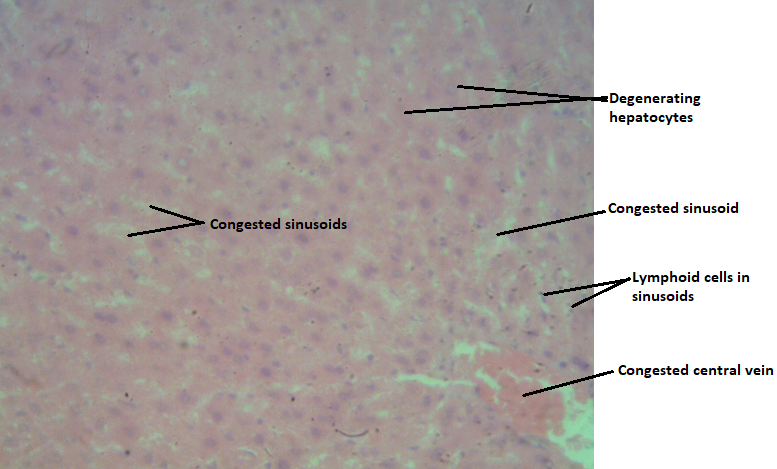 Degenerating
hepatocytes
Congested sinusoid
Congested sinusoids
Lymphoid cells in
sinusoids
Congested central vein